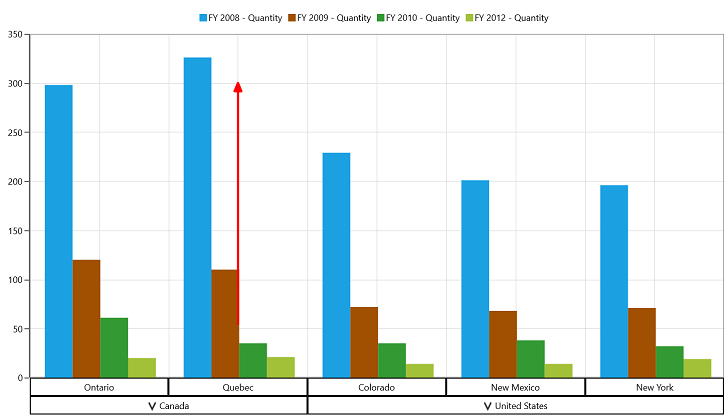 FY 2008 - Quantity FY 2009 - Quantity FY 2010 - Quantity FY 2012 - Quantity
350
300
250
200
150
100
50
0
Ontario Quebec Colorado New Mexico New York
Canada United States